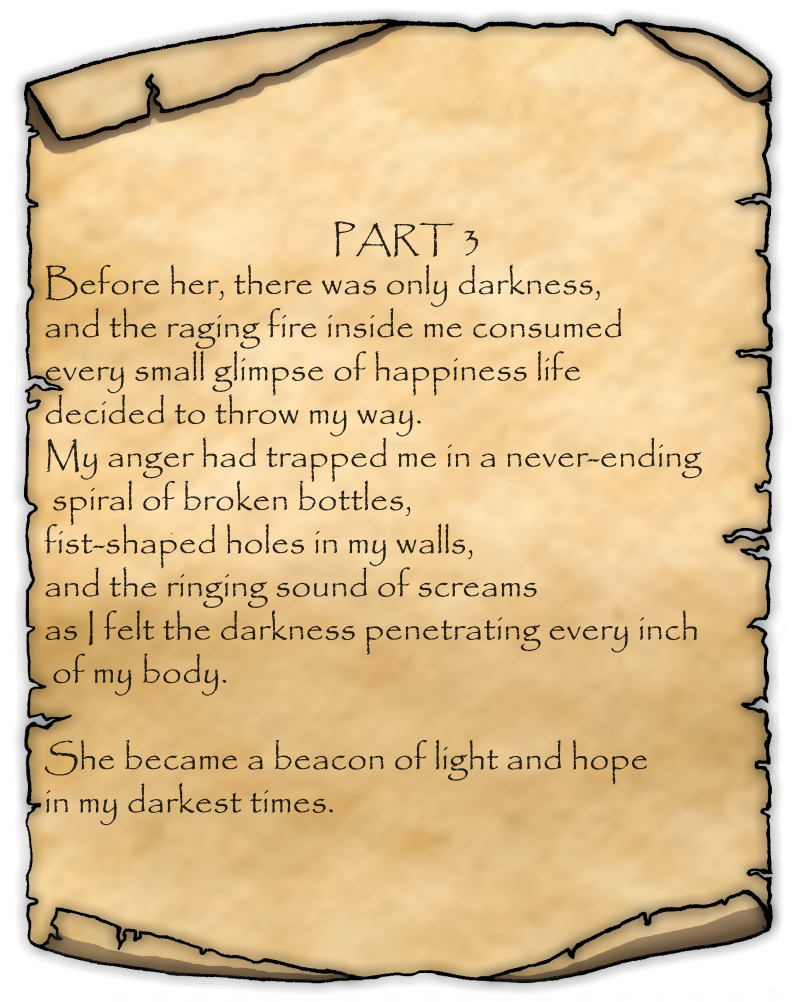 PART 3
Before her, there was only darkness,
and the raging fire inside me consumed
every small glimpse of happiness life
decided to throw my way.
My anger had trapped me in a never-ending
spiral of broken bottles,
fist-shaped holes in my walls,
and the ringing sound of screams
as I felt the darkness penetrating every inch
of my body.

She became a beacon of light and hope
in my darkest times.